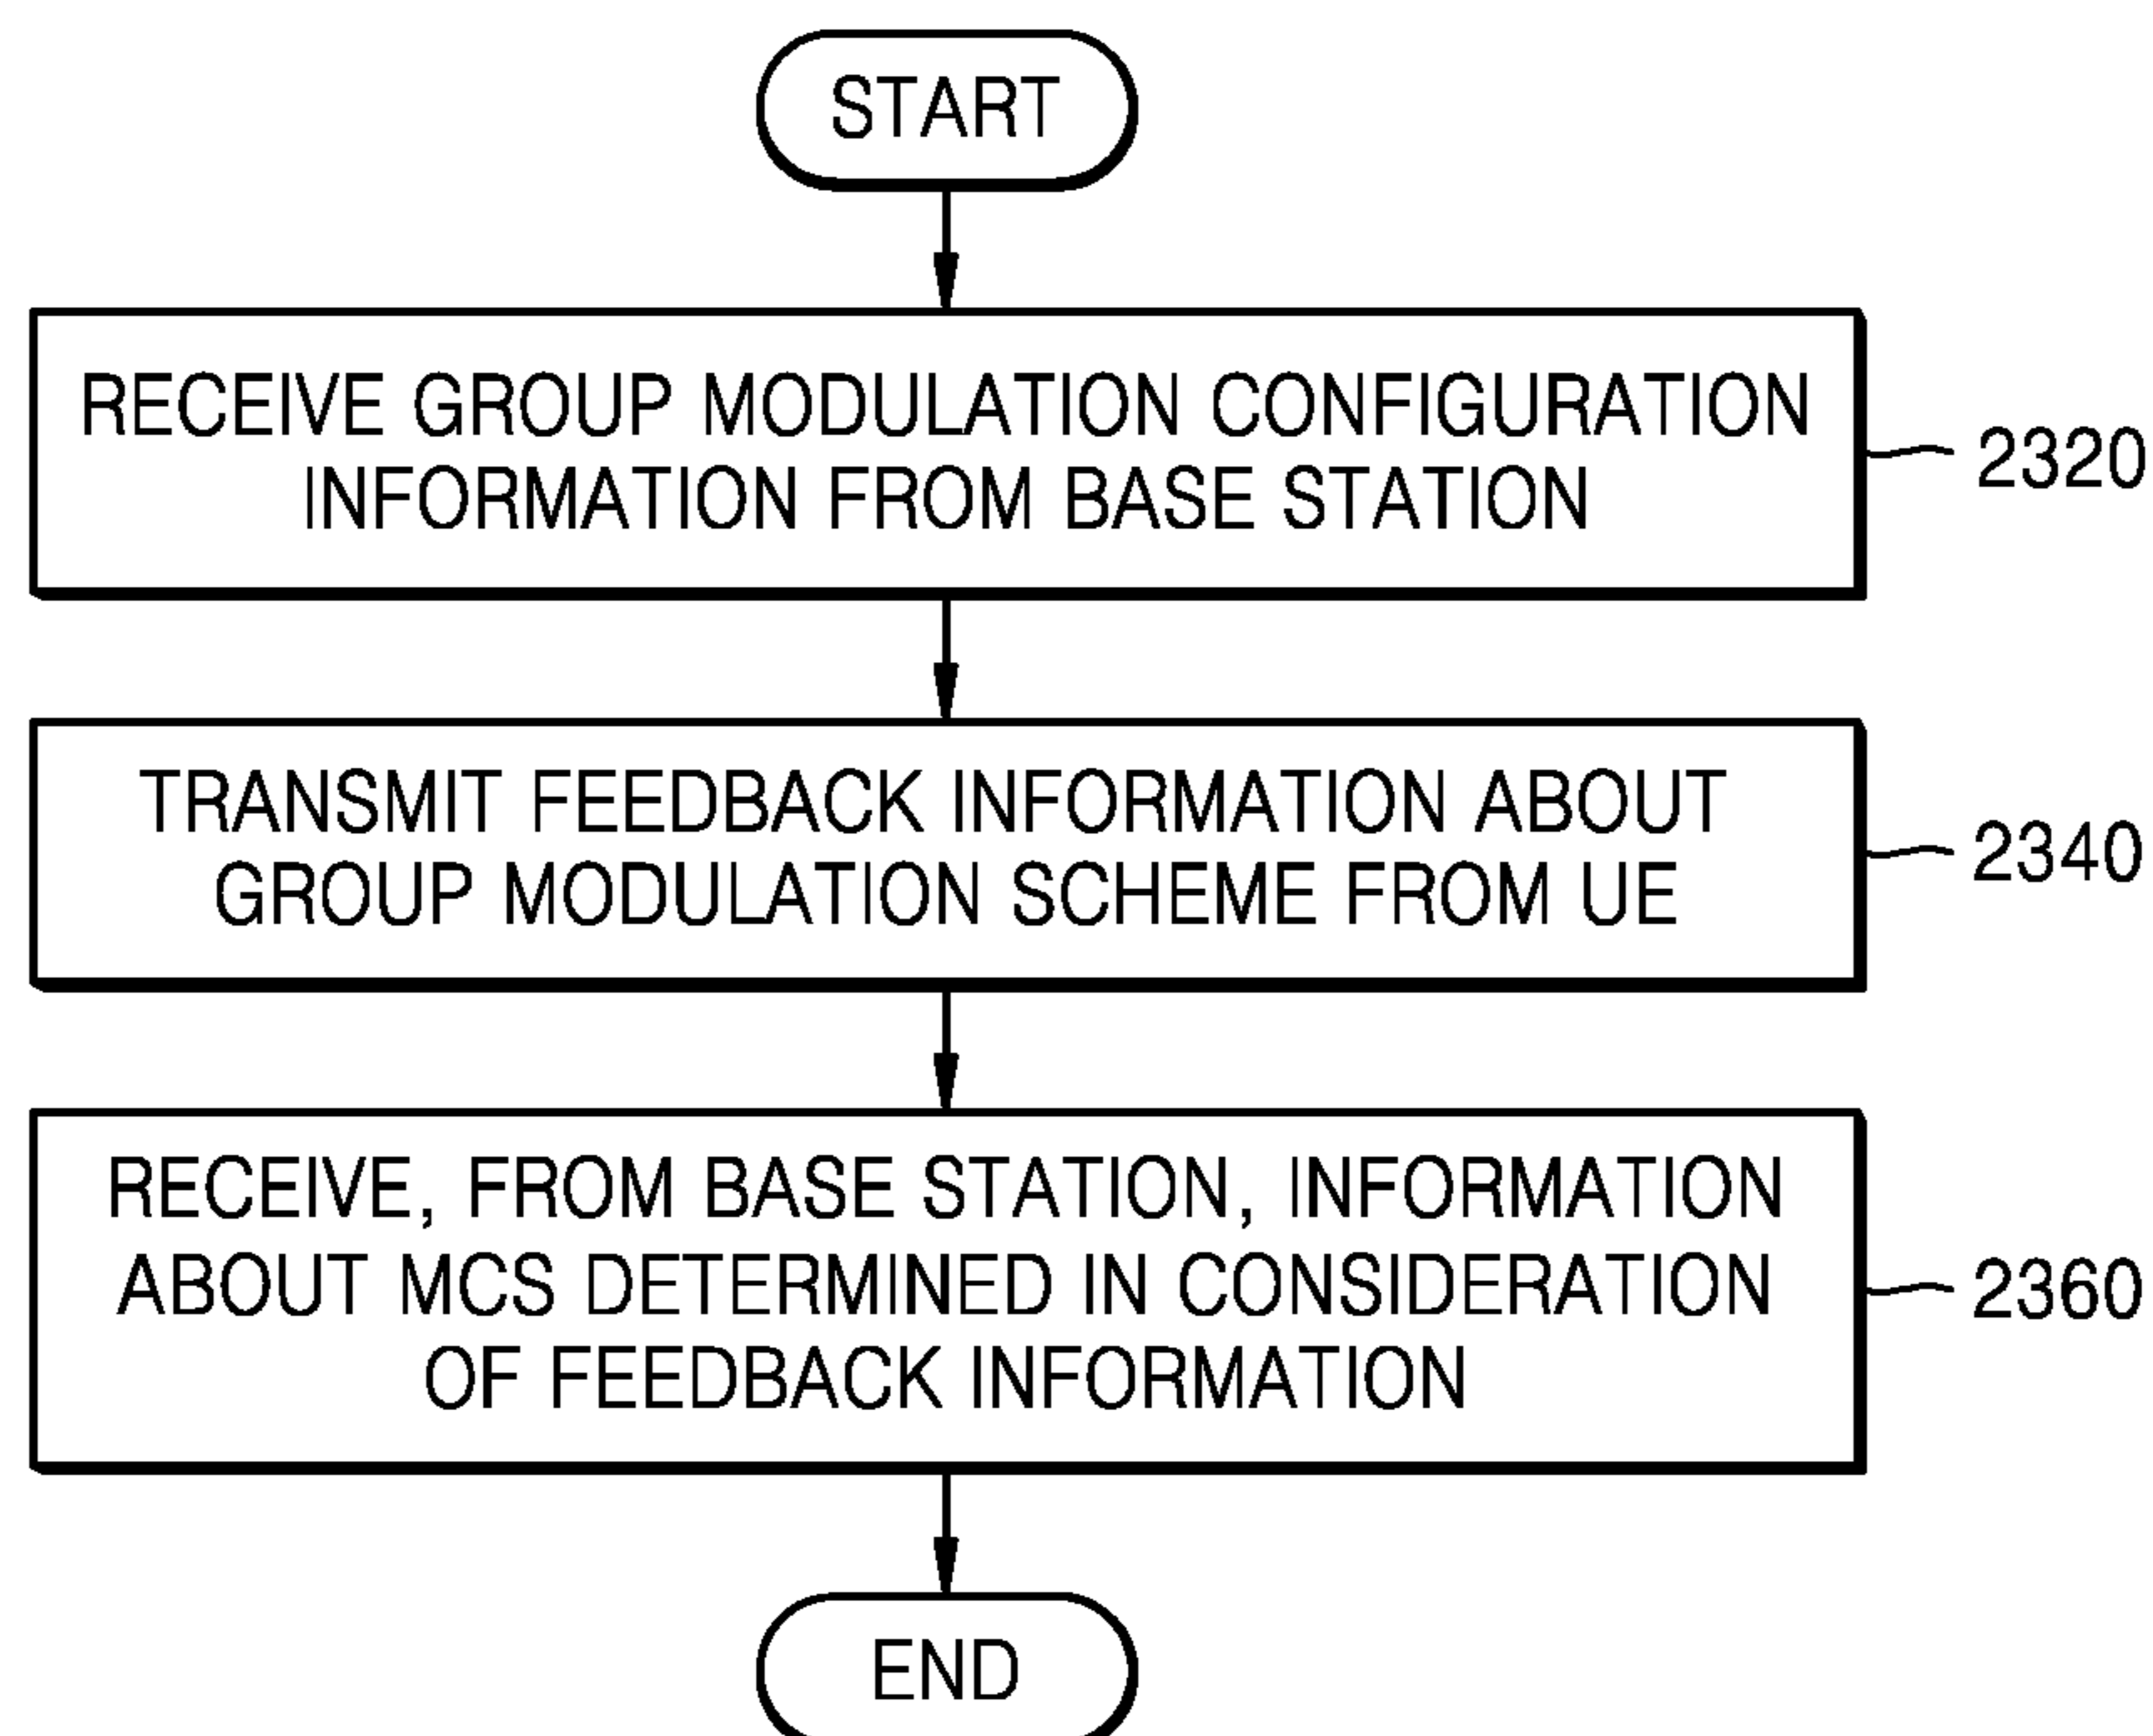 START
RECEIVE GROUP MODULATION CONFIGURATION
INFORMATION FROM BASE STATION
2320
TRANSMIT FEEDBACK INFORMATION ABOUT
GROUP MODULATION SCHEME FROM UE
2340
RECEIVE, FROM BASE STATION, INFORMATION
ABOUT MCS DETERMINED IN CONSIDERATION
OF FEEDBACK INFORMATION
2360
END